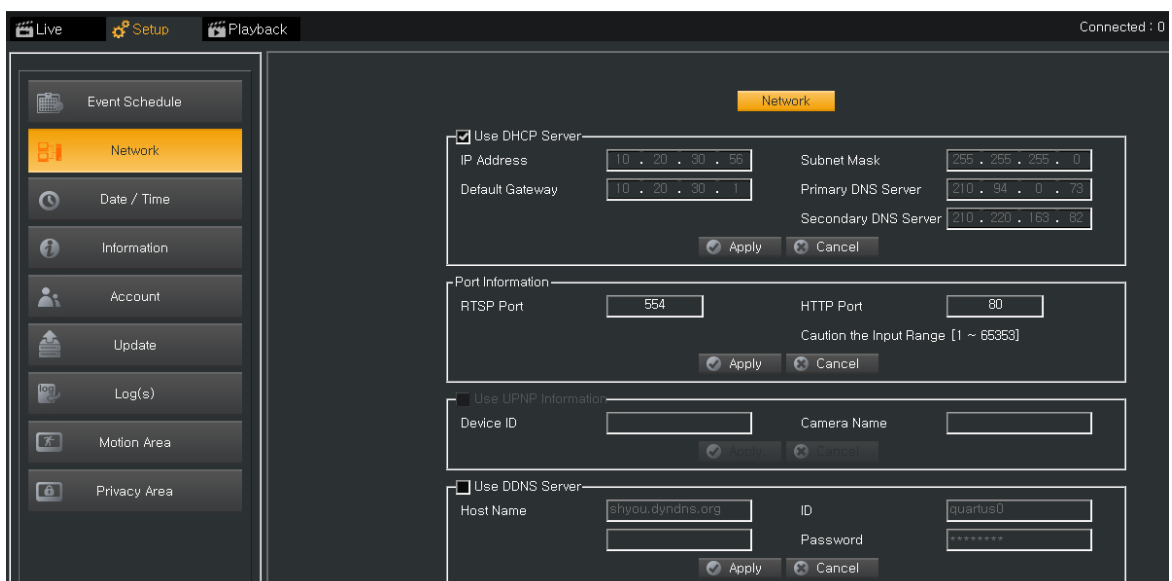 Live Setup Playback Connected : 0
Event Schedule
Network
Date / Time
Information
Account
Update
Log(s)
Motion Area
Privacy Area
Network
Use DHCP Server
IP Address 10 . 20 . 30 . 56 Subnet Mask 255 . 255 . 255 . 0
Default Gateway 10 . 20 . 30 . 1 Primary DNS Server 210 . 94 . 0 . 73
Secondary DNS Server 210 . 220 . 163 . 82
Apply Cancel
Port Information
RTSP Port 554 HTTP Port 80
Caution the Input Range [1 ~ 65353]
Apply Cancel
Use UPNP Information
Device ID Camera Name
Apply Cancel
Use DDNS Server
Host Name shyou.dyndns.org ID quartus0
Password ********
Apply Cancel
log